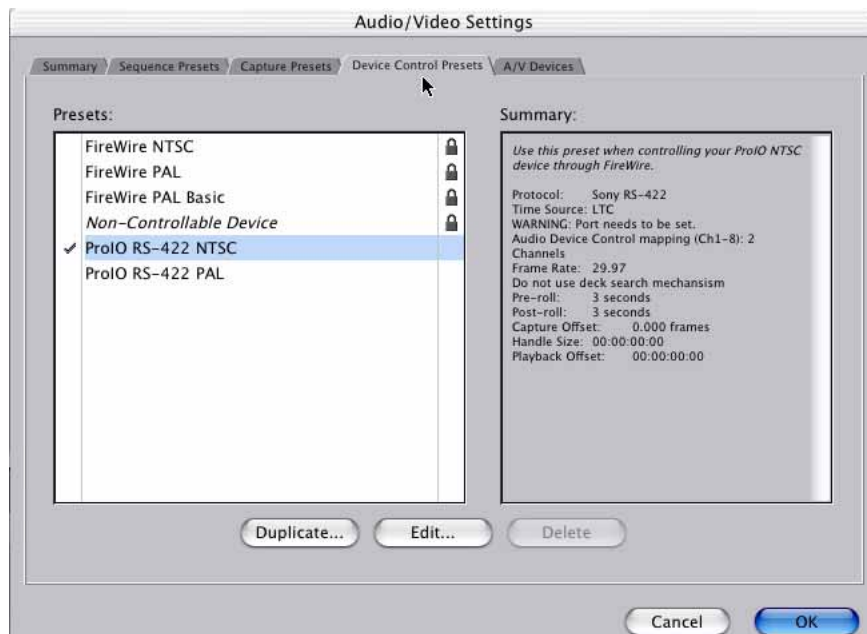 Audio/Video Settings
Summary
Sequence Presets
Capture Presets
Device Control Presets
A/V Devices
Presets:
FireWire NTSC
FireWire PAL
FireWire PAL Basic
Non-Controllable Device
✓ ProIO RS-422 NTSC
ProIO RS-422 PAL
Summary:
Use this preset when controlling your ProIO NTSC
device through FireWire.
Protocol: Sony RS-422
Time Source: LTC
WARNING: Port needs to be set.
Audio Device Control mapping (Ch1-8): 2
Channels
Frame Rate: 29.97
Do not use deck search mechansism
Pre-roll: 3 seconds
Post-roll: 3 seconds
Capture Offset: 0.000 frames
Handle Size: 00:00:00:00
Playback Offset: 00:00:00:00
Duplicate...
Edit...
Delete
Cancel
OK